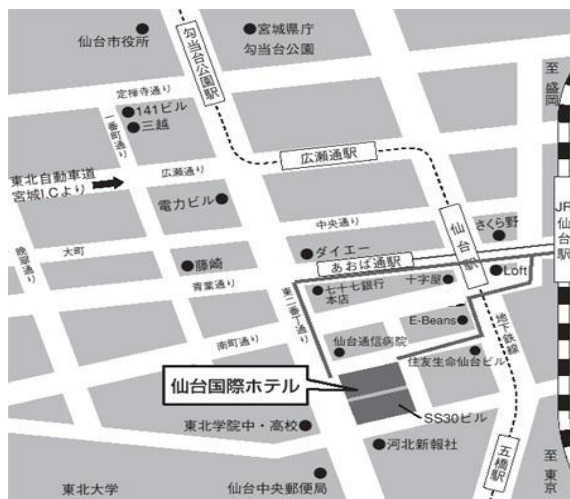 仙台市役所
宮城県庁
勾当台公園
勾当台公園駅
至盛岡
定禅寺通り
141ビル
三越
一番町通り
広瀬通駅
東北自動車道
宮城I.Cより
広瀬通り
電力ビル
中央通り
仙台駅
さくら野
JR仙台駅
晩翠通り
大町
藤崎
ダイエー
あおば通駅
青葉通り
東二番丁通り
七十七銀行
本店
十字屋
Loft
E-Beans
地下鉄線
南町通り
仙台通信病院
住友生命仙台ビル
仙台国際ホテル
SS30ビル
東北学院中・高校
河北新報社
五橋駅
至東京
東北大学
仙台中央郵便局